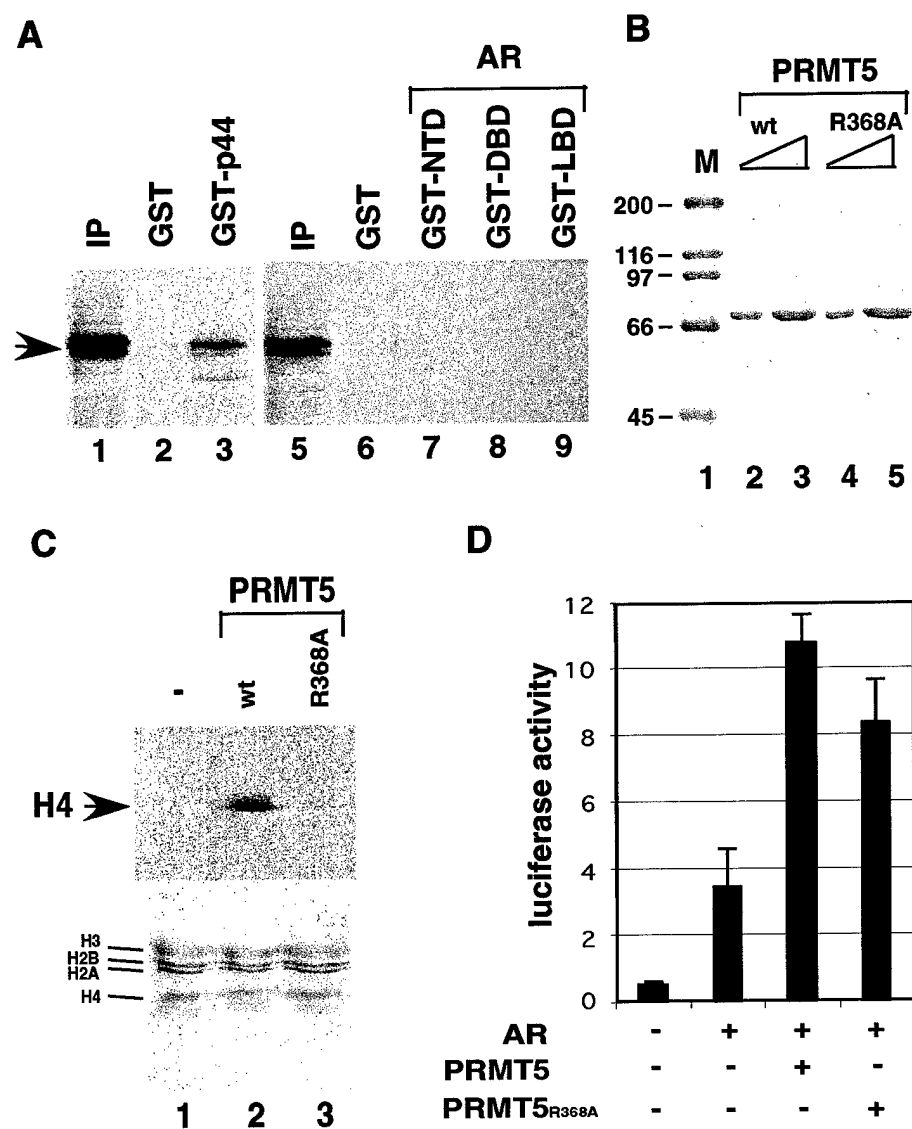 A
AR
IP
GST
GST-p44
IP
GST
GST-NTD
GST-DBD
GST-LBD
1 2 3 5 6 7 8 9
B
PRMT5
wt R368A
M
200
116
97
66
45
1 2 3 4 5
C
PRMT5
- wt R368A
H4
H3
H2B
H2A
H4
1 2 3
D
luciferase activity
12
10
8
6
4
2
0
AR - + + +
PRMT5 - - + -
PRMT5R368A - - - +